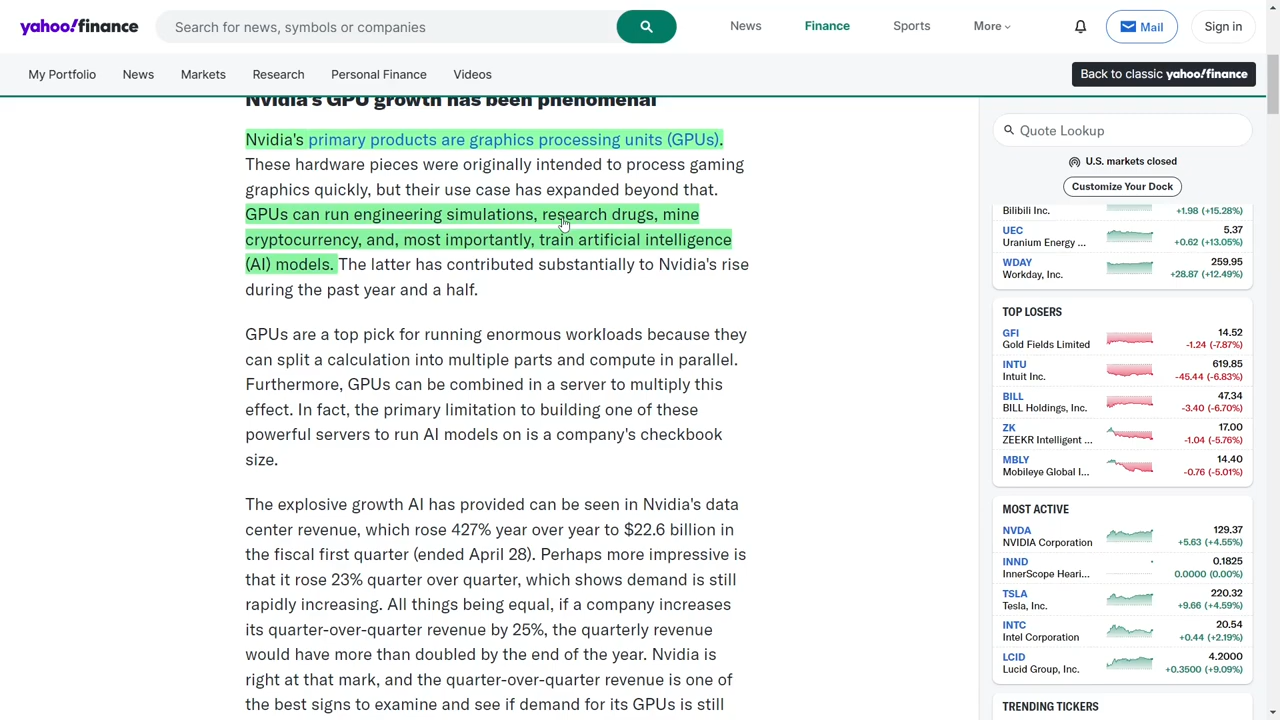 yahoo!finance
Search for news, symbols or companies
News
Finance
Sports
More
Mail
Sign in
My Portfolio
News
Markets
Research
Personal Finance
Videos
Back to classic yahoo!finance
Nvidia's GPU growth has been phenomenal
Nvidia's primary products are graphics processing units (GPUs).
These hardware pieces were originally intended to process gaming
graphics quickly, but their use case has expanded beyond that.
GPUs can run engineering simulations, research drugs, mine
cryptocurrency, and, most importantly, train artificial intelligence
(AI) models. The latter has contributed substantially to Nvidia's rise
during the past year and a half.
GPUs are a top pick for running enormous workloads because they
can split a calculation into multiple parts and compute in parallel.
Furthermore, GPUs can be combined in a server to multiply this
effect. In fact, the primary limitation to building one of these
powerful servers to run AI models on is a company's checkbook
size.
The explosive growth AI has provided can be seen in Nvidia's data
center revenue, which rose 427% year over year to $22.6 billion in
the fiscal first quarter (ended April 28). Perhaps more impressive is
that it rose 23% quarter over quarter, which shows demand is still
rapidly increasing. All things being equal, if a company increases
its quarter-over-quarter revenue by 25%, the quarterly revenue
would have more than doubled by the end of the year. Nvidia is
right at that mark, and the quarter-over-quarter revenue is one of
the best signs to examine and see if demand for its GPUs is still
Quote Lookup
U.S. markets closed
Customize Your Dock
Bilibili Inc. +1.98 (+15.28%)
UEC 5.37
Uranium Energy ... +0.62 (+13.05%)
WDAY 259.95
Workday, Inc. +28.87 (+12.49%)
TOP LOSERS
GFI 14.52
Gold Fields Limited -1.24 (-7.87%)
INTU 619.85
Intuit Inc. -45.44 (-6.83%)
BILL 47.34
BILL Holdings, Inc. -3.40 (-6.70%)
ZK 17.00
ZEEKR Intelligent ... -1.04 (-5.76%)
MBLY 14.40
Mobileye Global I... -0.76 (-5.01%)
MOST ACTIVE
NVDA 129.37
NVIDIA Corporation +5.63 (+4.55%)
INND 0.1825
InnerScope Heari... 0.0000 (0.00%)
TSLA 220.32
Tesla, Inc. +9.66 (+4.59%)
INTC 20.54
Intel Corporation +0.44 (+2.19%)
LCID 4.2000
Lucid Group, Inc. +0.3500 (+9.09%)
TRENDING TICKERS